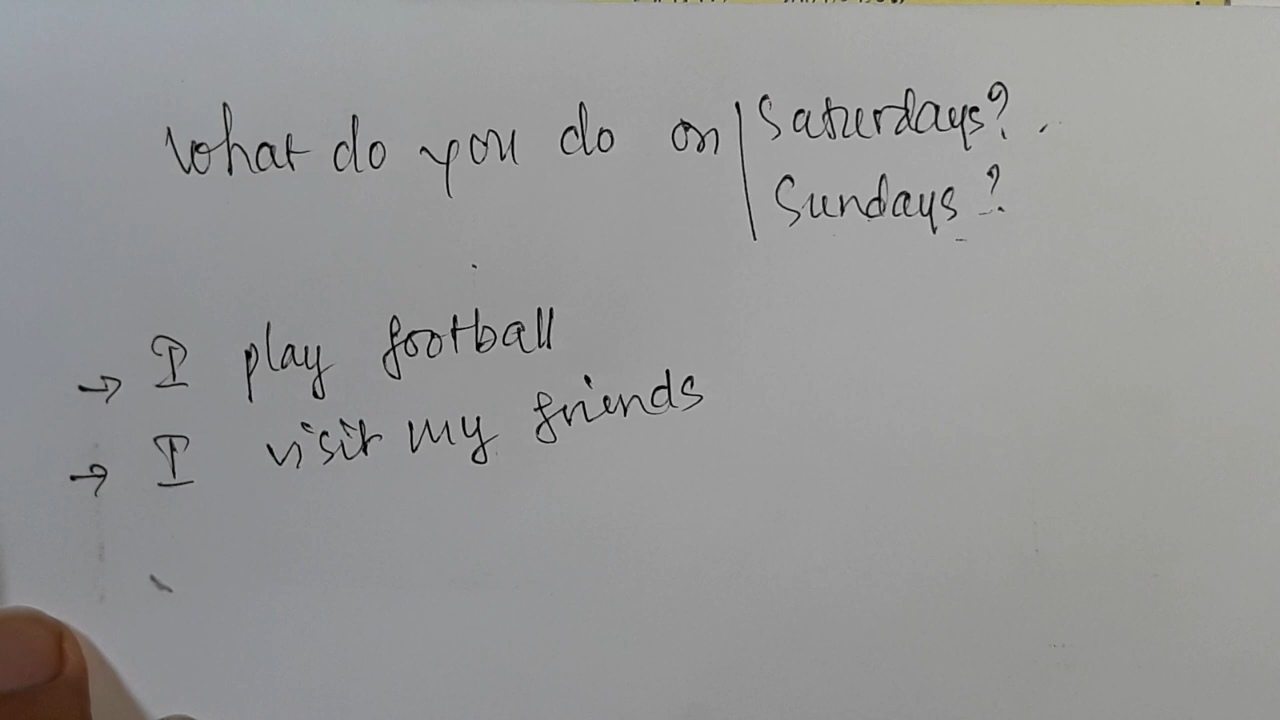 What do you do on | Saturdays?
Sundays?
→ I play football
→ I visit my friends